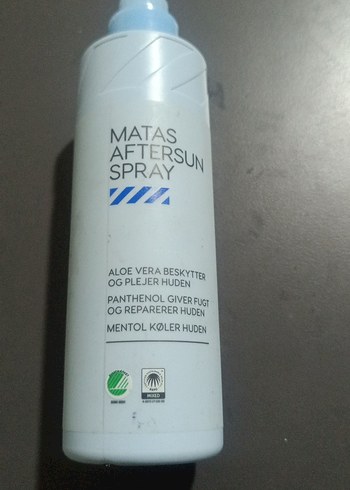 MATAS
AFTERSUN
SPRAY
ALOE VERA BESKYTTER
OG PLEJER HUDEN
PANTHENOL GIVER FUGT
OG REPARERER HUDEN
MENTOL KØLER HUDEN
MIXED